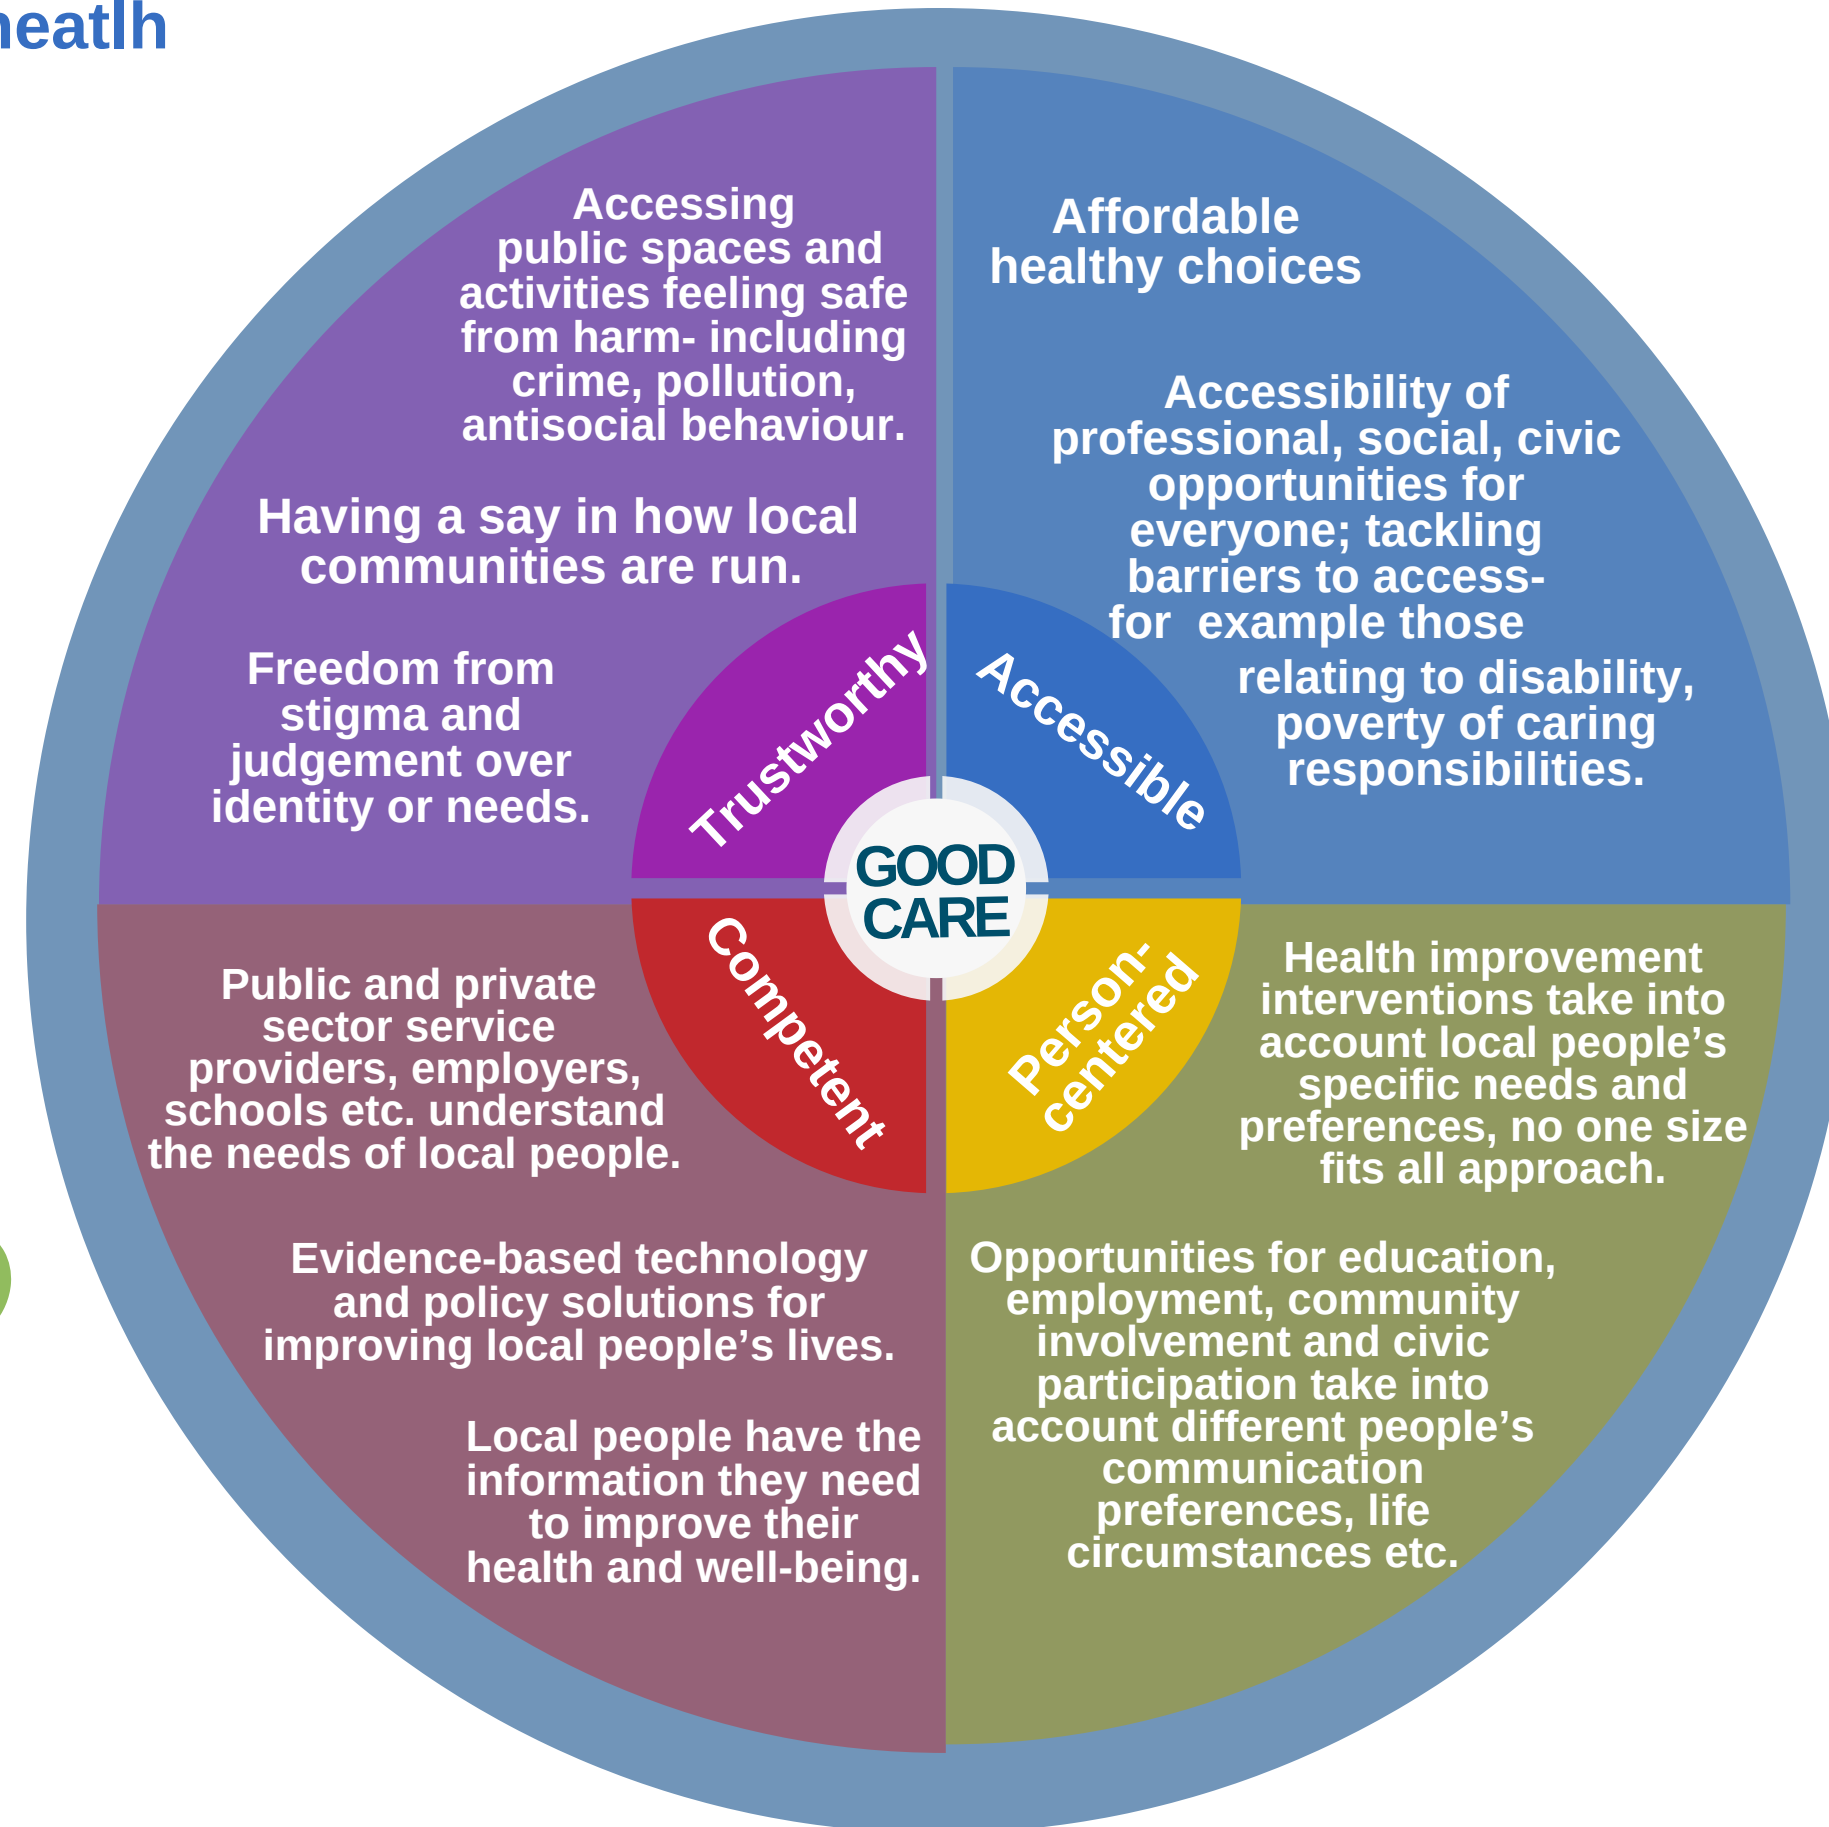 heatlh
Accessing
public spaces and
activities feeling safe
from harm- including
crime, pollution,
antisocial behaviour.
Having a say in how local
communities are run.
Freedom from
stigma and
judgement over
identity or needs.
Trustworthy
Affordable
healthy choices
Accessibility of
professional, social, civic
opportunities for
everyone; tackling
barriers to access-
for example those
relating to disability,
poverty of caring
responsibilities.
Accessible
GOOD
CARE
Competent
Public and private
sector service
providers, employers,
schools etc. understand
the needs of local people.
Evidence-based technology
and policy solutions for
improving local people’s lives.
Local people have the
information they need
to improve their
health and well-being.
Person-
centered
Health improvement
interventions take into
account local people’s
specific needs and
preferences, no one size
fits all approach.
Opportunities for education,
employment, community
involvement and civic
participation take into
account different people’s
communication
preferences, life
circumstances etc.